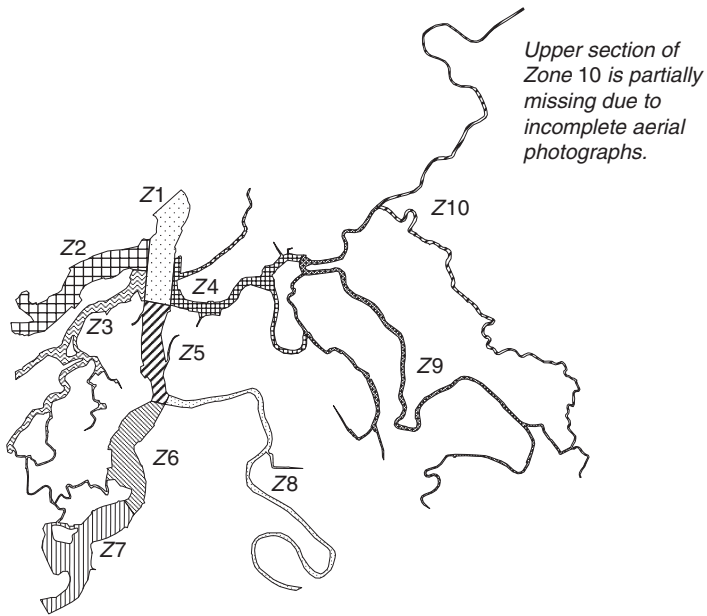 Upper section of
Zone 10 is partially
missing due to
incomplete aerial
photographs.
Z1
Z10
Z2
Z4
Z3
Z5
Z9
Z6
Z8
Z7